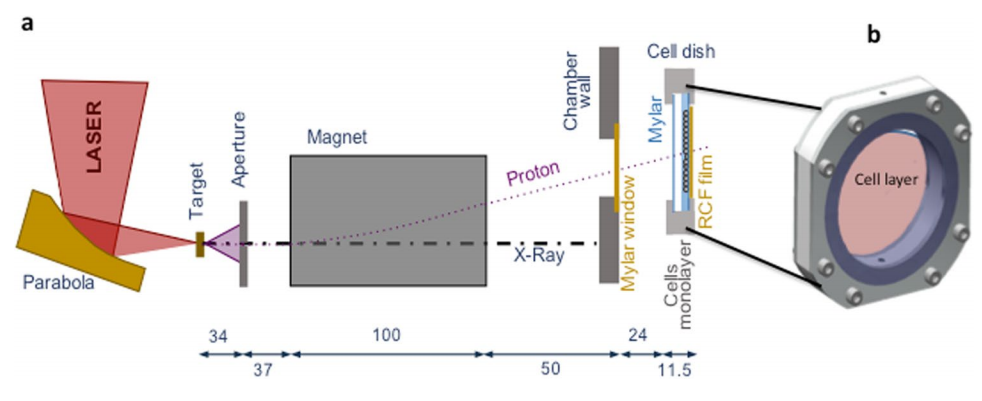 a
b
LASER
Parabola
Target
Aperture
Magnet
Proton
X-Ray
Chamber
wall
Mylar window
Cell dish
Mylar
RCF film
Cells
monolayer
Cell layer
34
37
100
50
24
11.5